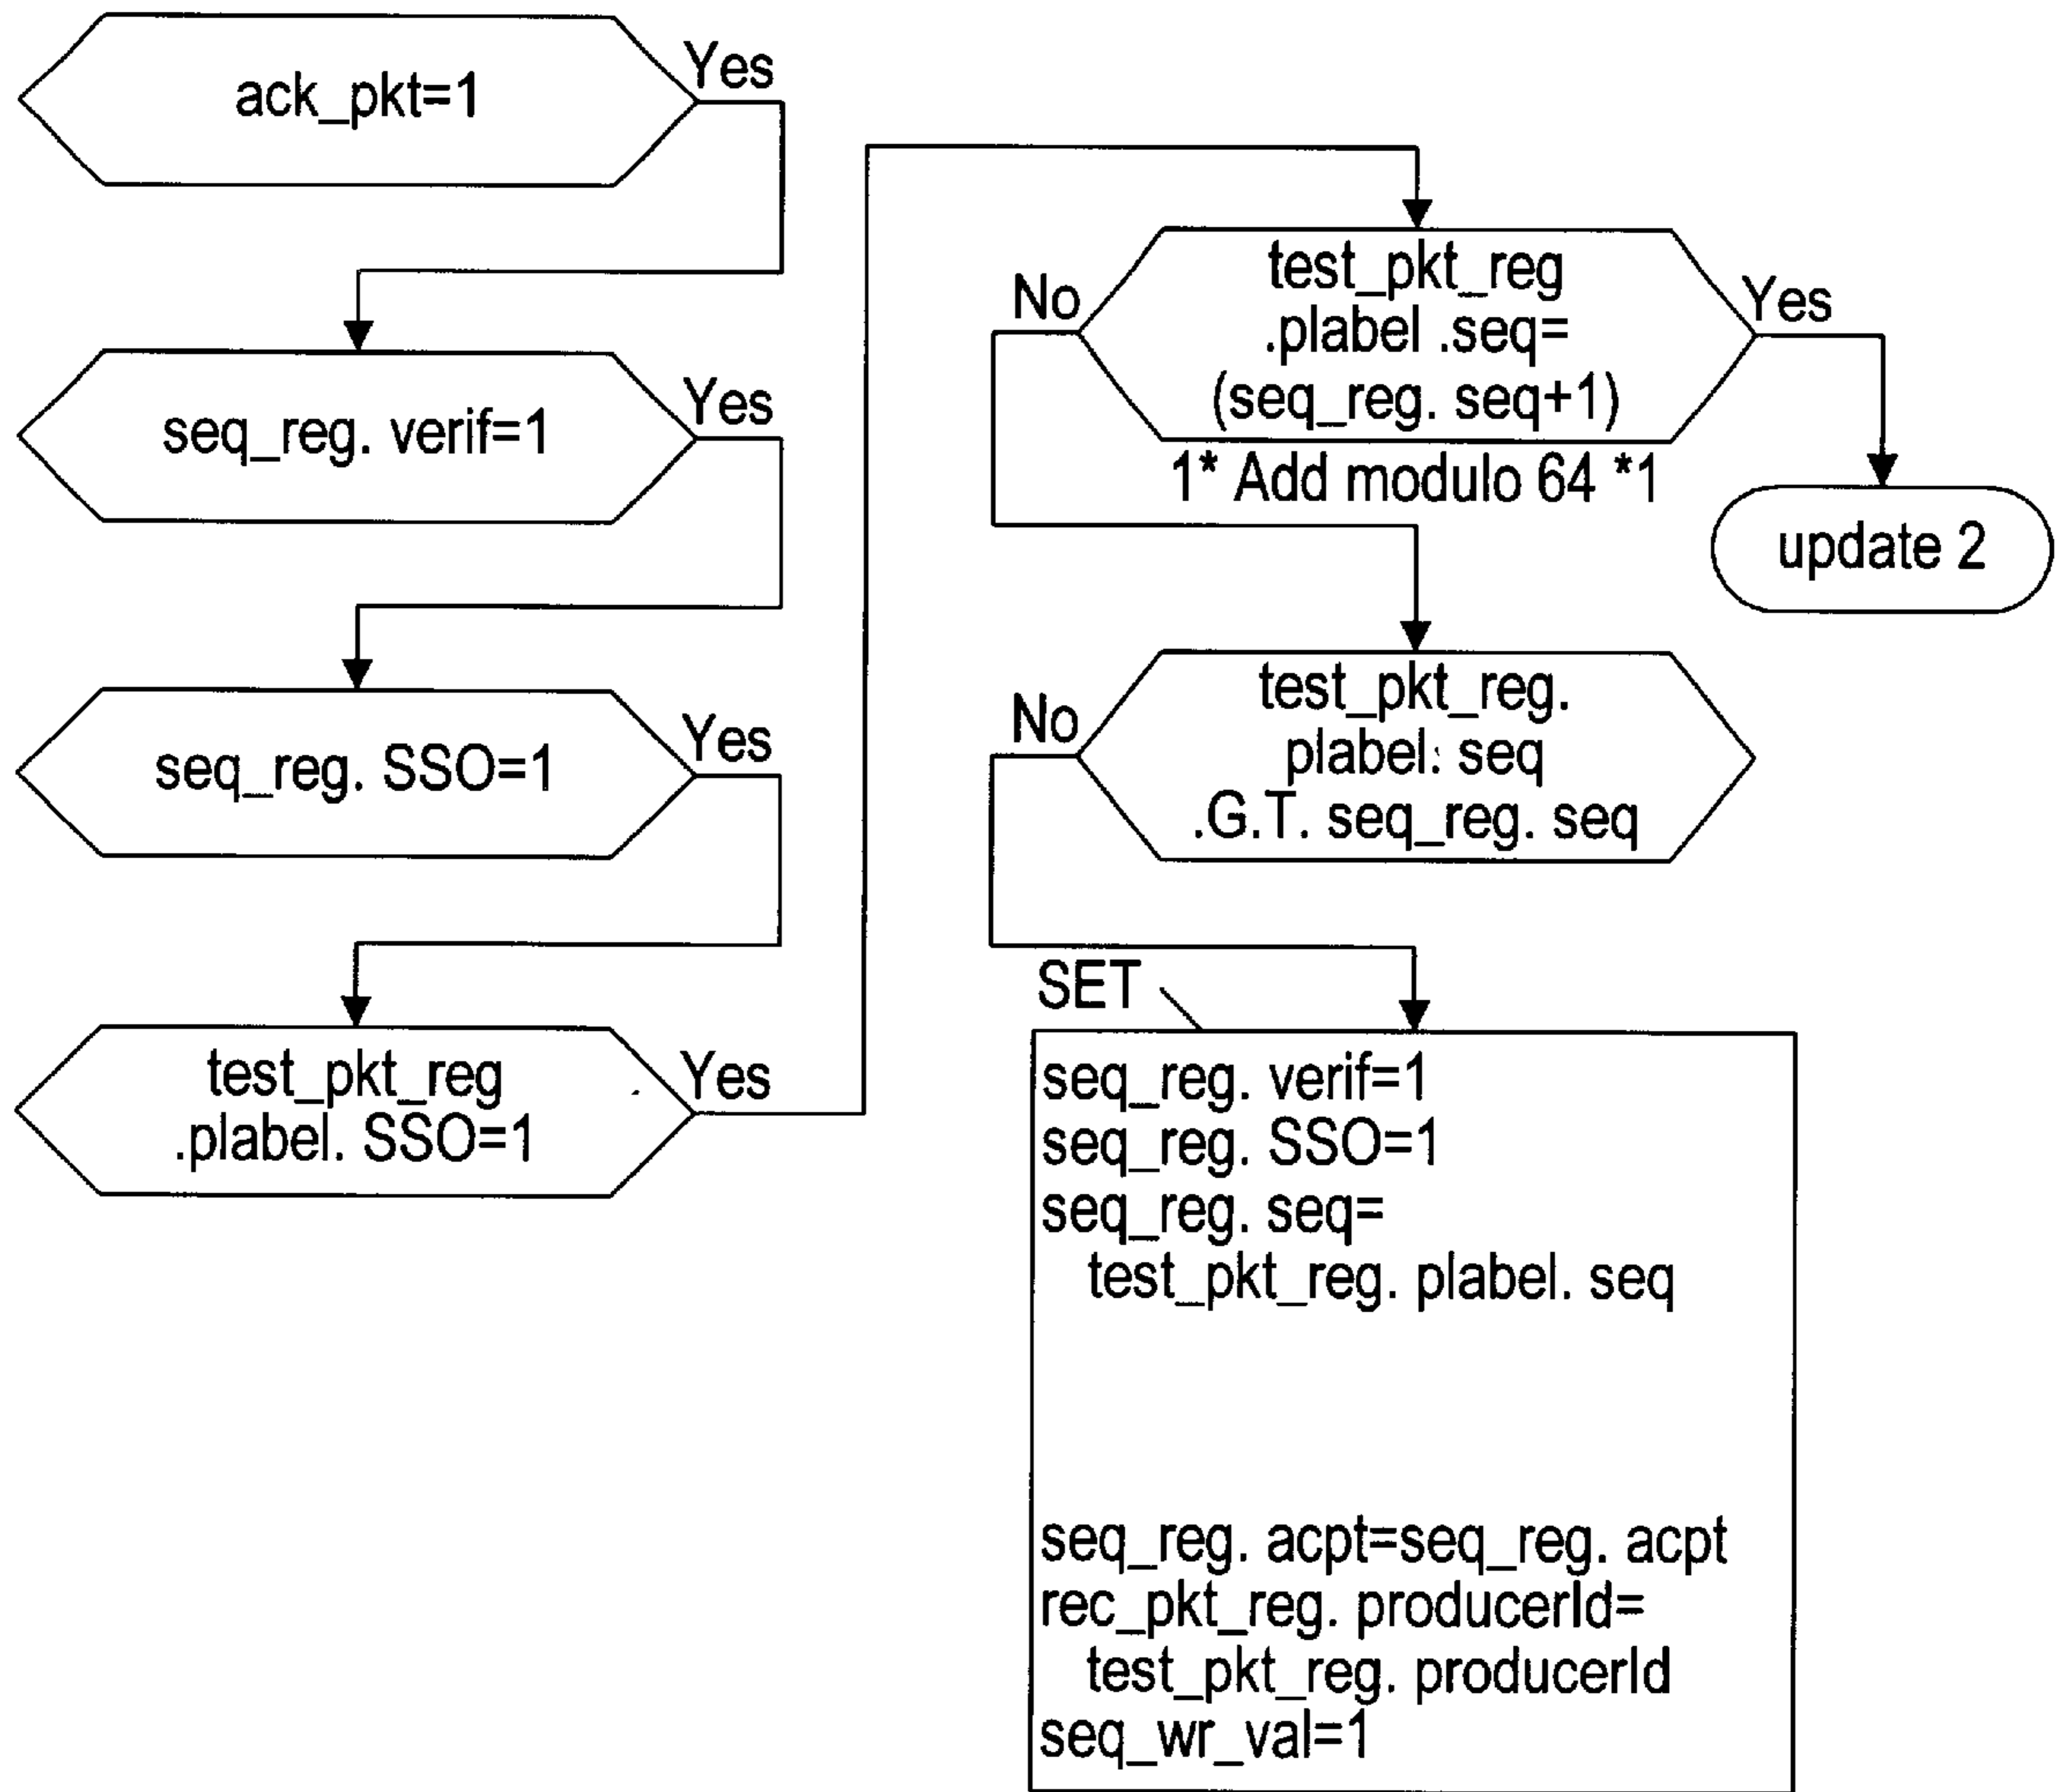 ack_pkt=1
Yes
seq_reg. verif=1
Yes
seq_reg. SSO=1
Yes
test_pkt_reg
.plabel. SSO=1
Yes
test_pkt_reg
.plabel .seq=
(seq_reg. seq+1)
No
Yes
1* Add modulo 64 *1
update 2
test_pkt_reg.
plabel: seq
.G.T. seq_reg. seq
No
SET
seq_reg. verif=1
seq_reg. SSO=1
seq_reg. seq=
test_pkt_reg. plabel. seq
seq_reg. acpt=seq_reg. acpt
rec_pkt_reg. producerId=
test_pkt_reg. producerId
seq_wr_val=1